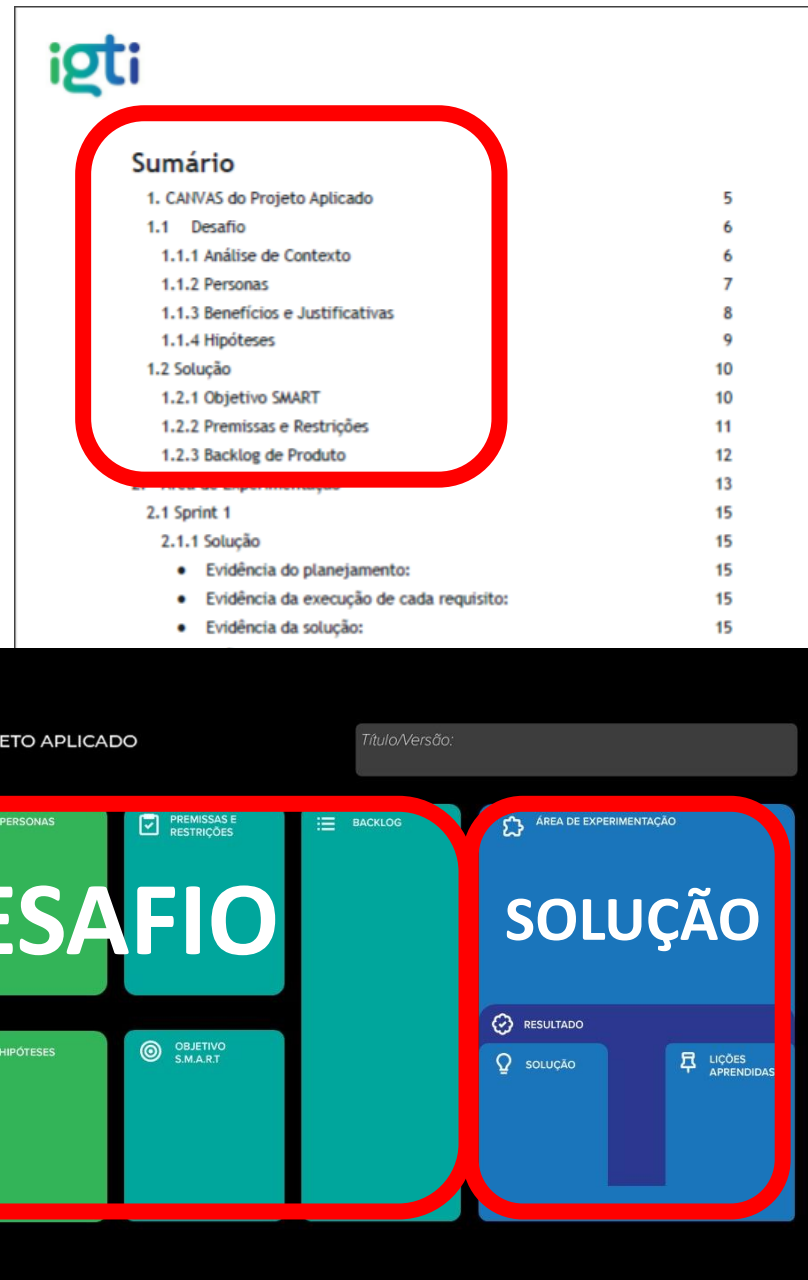 igti
Sumário
1. CANVAS do Projeto Aplicado 5
1.1 Desafio 6
1.1.1 Análise de Contexto 6
1.1.2 Personas 7
1.1.3 Benefícios e Justificativas 8
1.1.4 Hipóteses 9
1.2 Solução 10
1.2.1 Objetivo SMART 10
1.2.2 Premissas e Restrições 11
1.2.3 Backlog de Produto 12
13
2.1 Sprint 1 15
2.1.1 Solução 15
• Evidência do planejamento: 15
• Evidência da execução de cada requisito: 15
• Evidência da solução: 15
ETO APLICADO
Título/Versão:
PERSONAS
PREMISSAS E
RESTRIÇÕES
BACKLOG
ÁREA DE EXPERIMENTAÇÃO
ESAFIO
SOLUÇÃO
RESULTADO
HIPÓTESES
OBJETIVO
S.M.A.R.T
SOLUÇÃO
LIÇÕES
APRENDIDAS